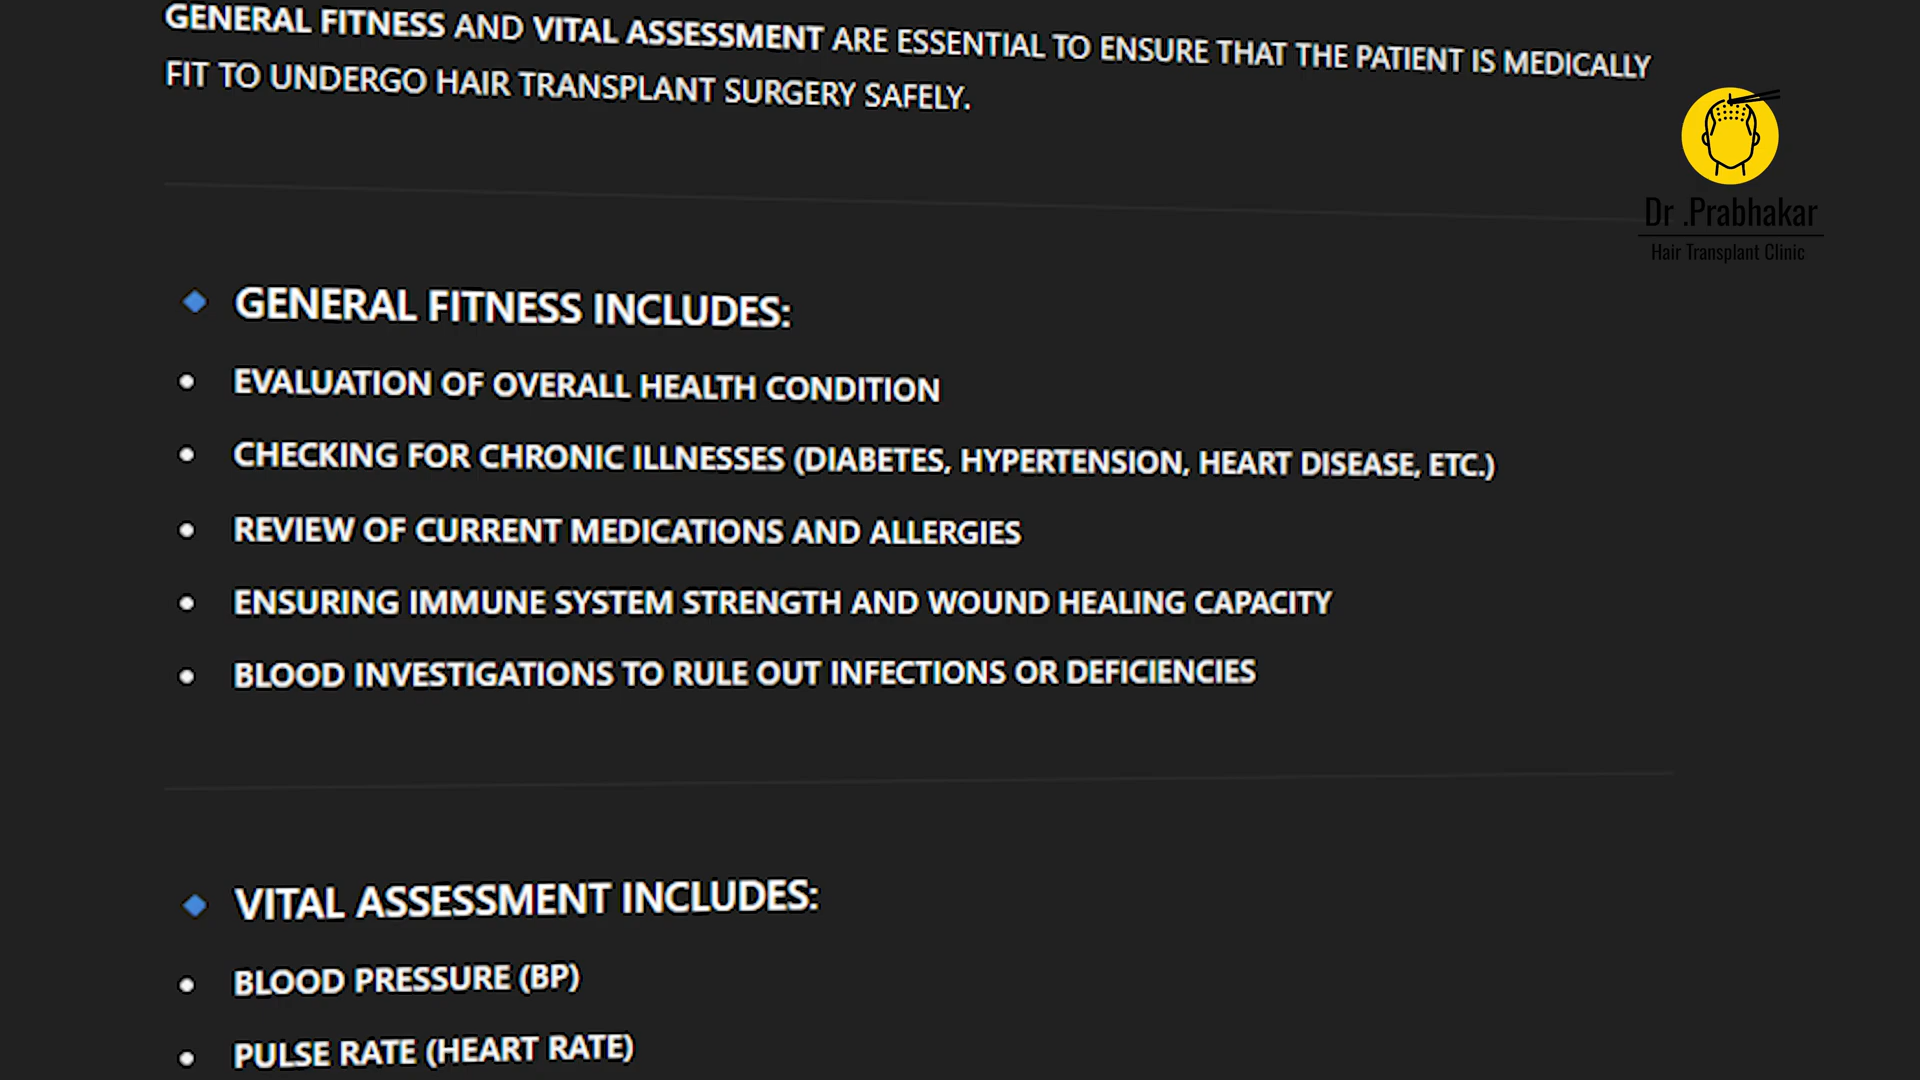 GENERAL FITNESS AND VITAL ASSESSMENT ARE ESSENTIAL TO ENSURE THAT THE PATIENT IS MEDICALLY
FIT TO UNDERGO HAIR TRANSPLANT SURGERY SAFELY.
Dr .Prabhakar
Hair Transplant Clinic
GENERAL FITNESS INCLUDES:
EVALUATION OF OVERALL HEALTH CONDITION
CHECKING FOR CHRONIC ILLNESSES (DIABETES, HYPERTENSION, HEART DISEASE, ETC.)
REVIEW OF CURRENT MEDICATIONS AND ALLERGIES
ENSURING IMMUNE SYSTEM STRENGTH AND WOUND HEALING CAPACITY
BLOOD INVESTIGATIONS TO RULE OUT INFECTIONS OR DEFICIENCIES
VITAL ASSESSMENT INCLUDES:
BLOOD PRESSURE (BP)
PULSE RATE (HEART RATE)